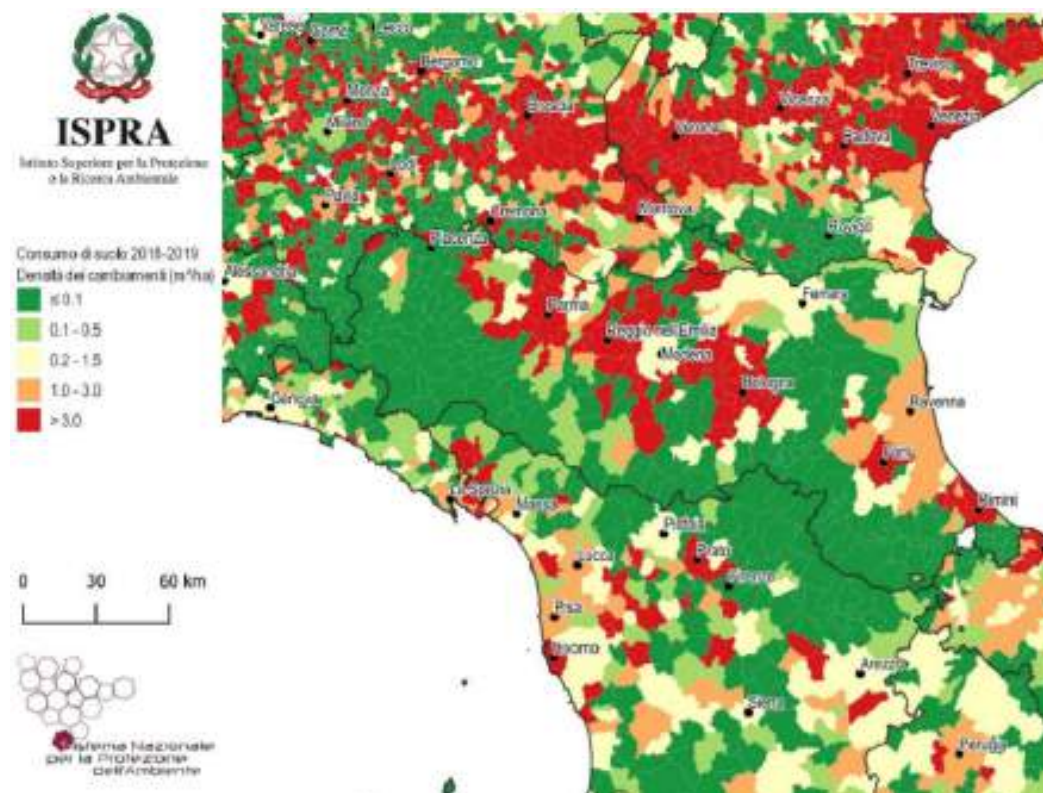 ISPRA
Istituto Superiore per la Protezione
e la Ricerca Ambientale
Consumo di suolo 2018-2019
Densità dei cambiamenti (m²/ha)
≤ 0.1
0.1 - 0.5
0.2 - 1.5
1.0 - 3.0
> 3.0
0 30 60 km
Sistema Nazionale
per la Protezione
dell'Ambiente
Varese
Como
Lecco
Bergamo
Treviso
Monza
Brescia
Vicenza
Milano
Verona
Padova
Venezia
Lodi
Pavia
Cremona
Mantova
Rovigo
Piacenza
Alessandria
Parma
Ferrara
Reggio nell'Emilia
Modena
Bologna
Genova
Ravenna
Forlì
La Spezia
Massa
Rimini
Pistoia
Lucca
Prato
Firenze
Pisa
Livorno
Arezzo
Siena
Perugia